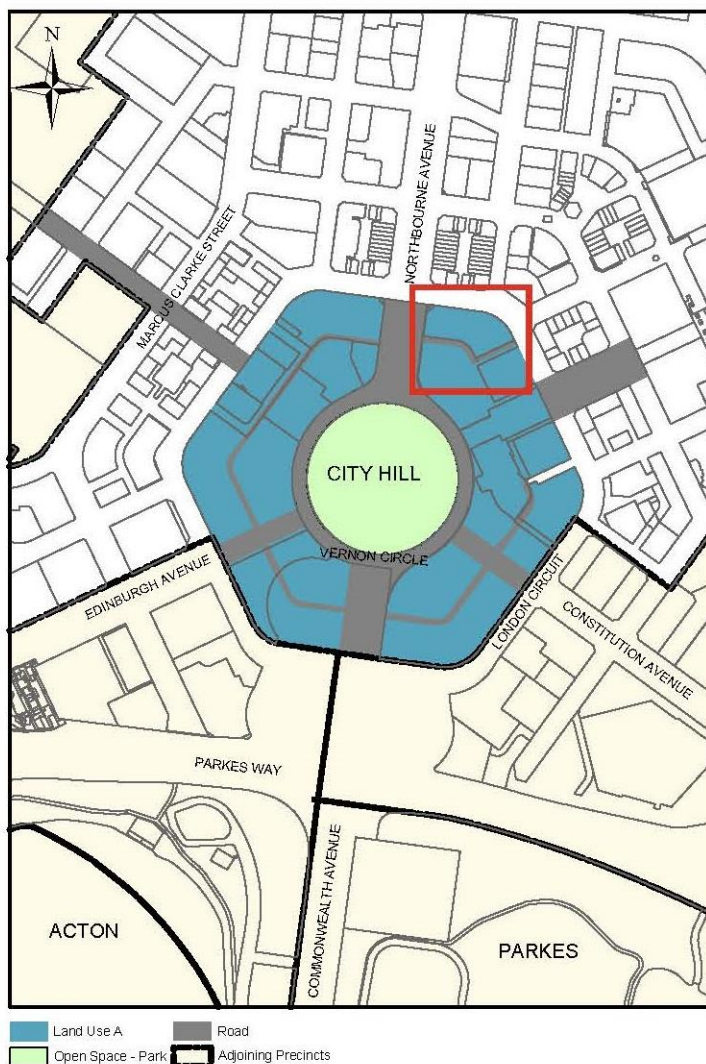 N
NORTHBOURNE AVENUE
MARCUS CLARKE STREET
CITY HILL
VERNON CIRCLE
EDINBURGH AVENUE
LONDON CIRCUIT
CONSTITUTION AVENUE
PARKES WAY
COMMONWEALTH AVENUE
ACTON
PARKES
Land Use A
Road
Open Space - Park
Adjoining Precincts